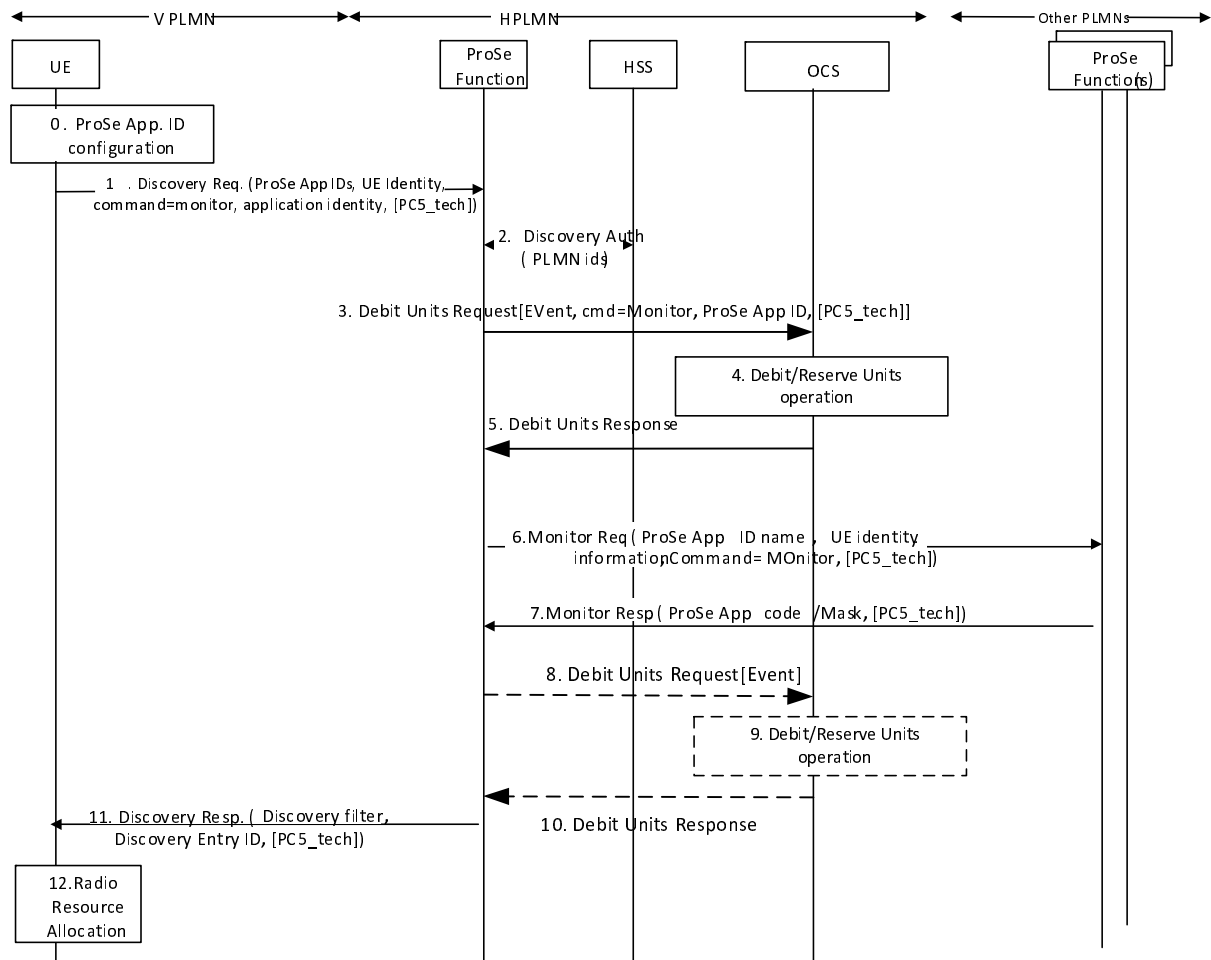 V PLMN
HPLMN
Other PLMNs
UE
ProSe
Function
HSS
OCS
ProSe
Function(s)
0. ProSe App. ID
configuration
1 . Discovery Req. (ProSe App IDs, UE Identity,
command=monitor, application identity, [PC5_tech])
2. Discovery Auth
( PLMN ids)
3. Debit Units Request[EVent, cmd=Monitor, ProSe App ID, [PC5_tech]]
4. Debit/Reserve Units
operation
5. Debit Units Response
6.Monitor Req ( ProSe App ID name , UE identity
information,Command= MOnitor, [PC5_tech])
7.Monitor Resp ( ProSe App code /Mask, [PC5_tech])
8. Debit Units Request[Event]
9. Debit/Reserve Units
operation
10. Debit Units Response
11. Discovery Resp. ( Discovery filter,
Discovery Entry ID, [PC5_tech])
12.Radio
Resource
Allocation